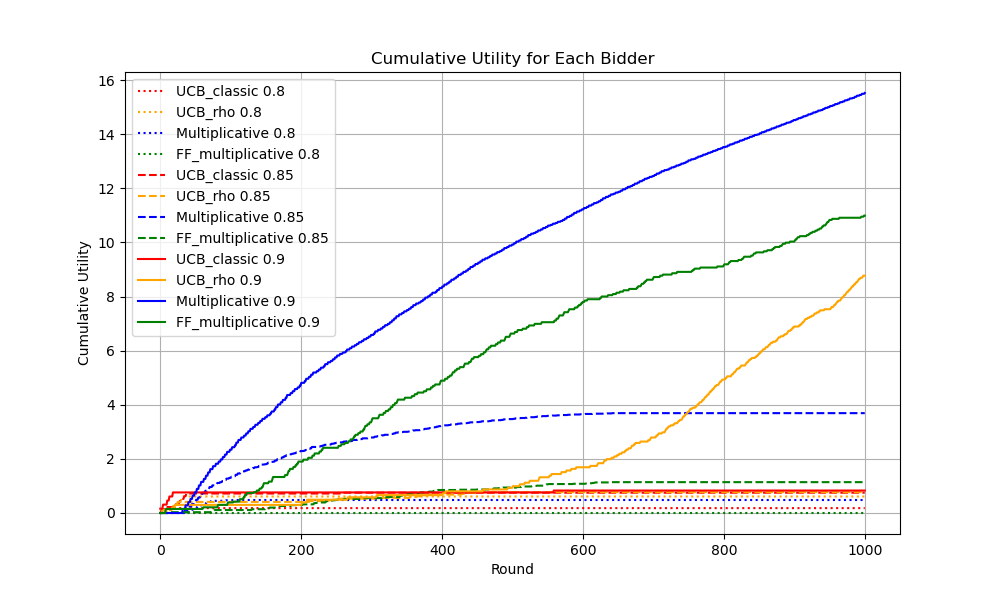 Cumulative Utility for Each Bidder
16
14
12
10
8
6
4
2
0
Cumulative Utility
UCB_classic 0.8
UCB_rho 0.8
Multiplicative 0.8
FF_multiplicative 0.8
UCB_classic 0.85
UCB_rho 0.85
Multiplicative 0.85
FF_multiplicative 0.85
UCB_classic 0.9
UCB_rho 0.9
Multiplicative 0.9
FF_multiplicative 0.9
0 200 400 600 800 1000
Round